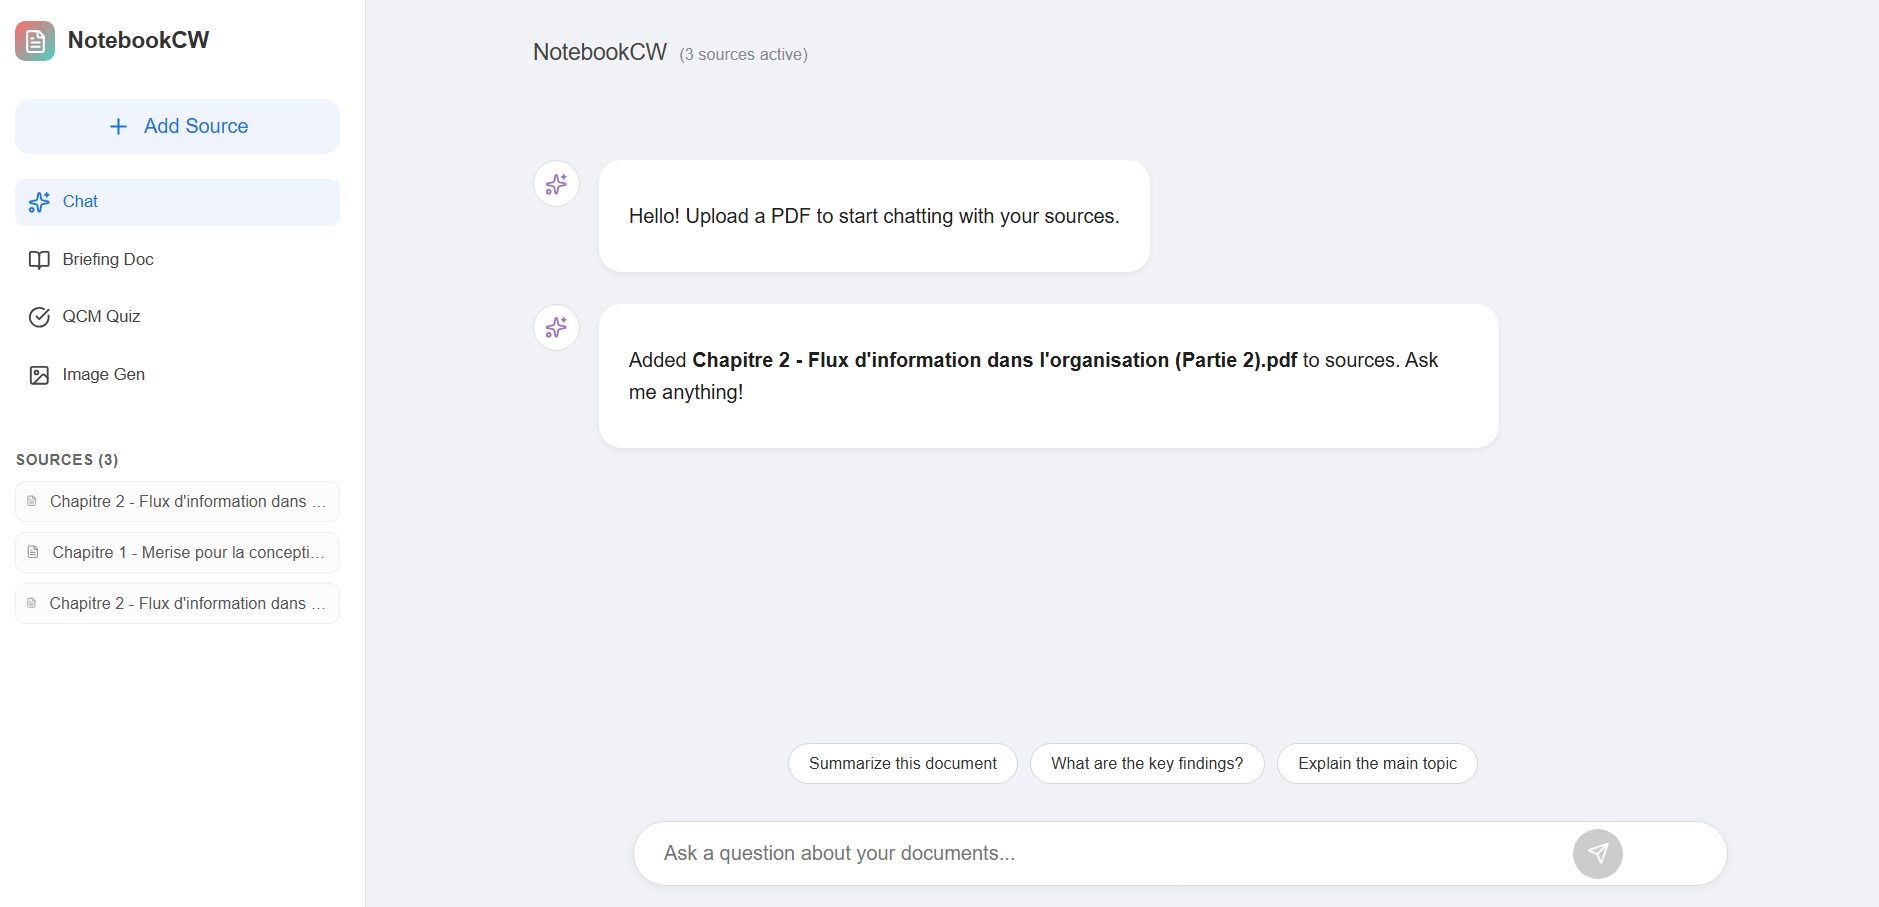 NotebookCW
Add Source
Chat
Briefing Doc
QCM Quiz
Image Gen
SOURCES (3)
Chapitre 2 - Flux d'information dans ...
Chapitre 1 - Merise pour la concepti...
Chapitre 2 - Flux d'information dans ...
NotebookCW (3 sources active)
Hello! Upload a PDF to start chatting with your sources.
Added Chapitre 2 - Flux d'information dans l'organisation (Partie 2).pdf to sources. Ask
me anything!
Summarize this document
What are the key findings?
Explain the main topic
Ask a question about your documents...